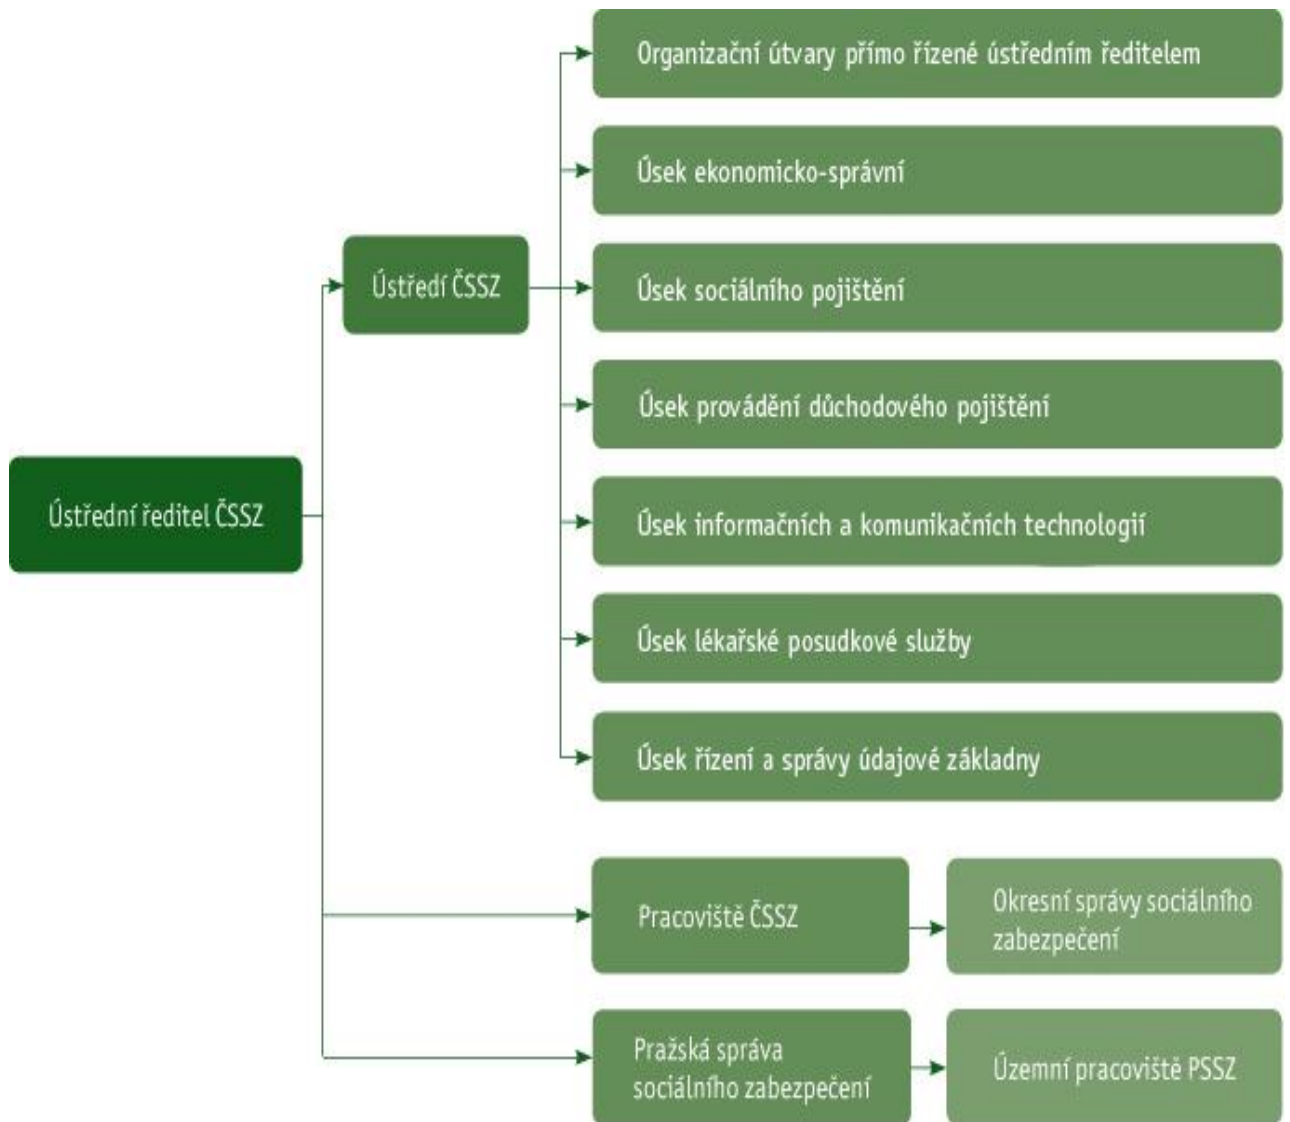 Organizační útvary přímo řízené ústředním ředitelem
Úsek ekonomicko-správní
Ústředí ČSSZ
Úsek sociálního pojištění
Úsek provádění důchodového pojištění
Ústřední ředitel ČSSZ
Úsek informačních a komunikačních technologií
Úsek lékařské posudkové služby
Úsek řízení a správy údajové základny
Pracoviště ČSSZ
Okresní správy sociálního
zabezpečení
Pražská správa
sociálního zabezpečení
Územní pracoviště PSSZ